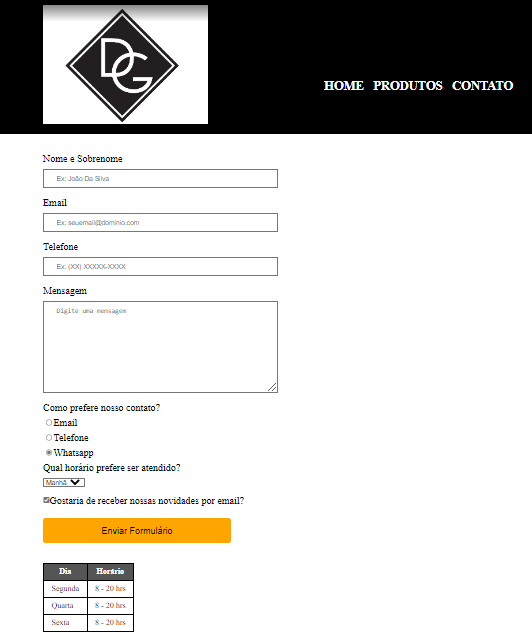 DG
HOME PRODUTOS CONTATO
Nome e Sobrenome
Ex: João Da Silva
Email
Ex: seuemail@dominio.com
Telefone
Ex: (XX) XXXXX-XXXX
Mensagem
Digite uma mensagem
Como prefere nosso contato?
Email
Telefone
Whatsapp
Qual horário prefere ser atendido?
Manhã
Gostaria de receber nossas novidades por email?
Enviar Formulário
Dia Horário
Segunda 8 - 20 hrs
Quarta 8 - 20 hrs
Sexta 8 - 20 hrs